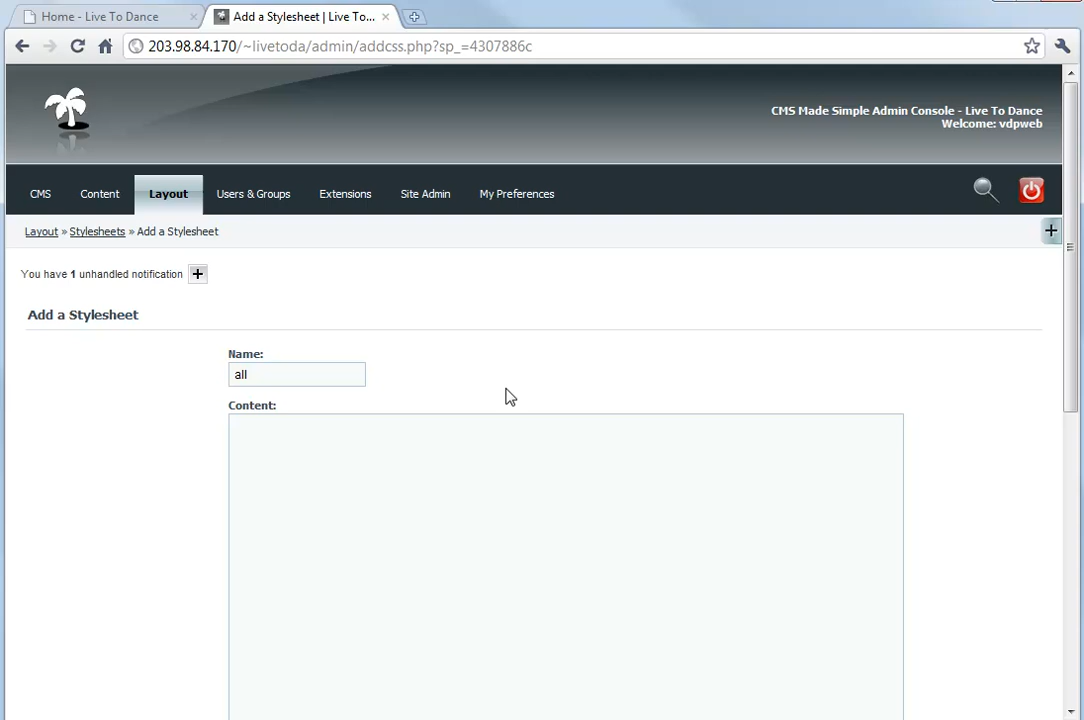 Home - Live To Dance
Add a Stylesheet | Live To...
203.98.84.170/~livetoda/admin/addcss.php?sp_=4307886c
CMS Made Simple Admin Console - Live To Dance
Welcome: vdpweb
CMS Content Layout Users & Groups Extensions Site Admin My Preferences
Layout » Stylesheets » Add a Stylesheet
You have 1 unhandled notification
Add a Stylesheet
Name:
all
Content: